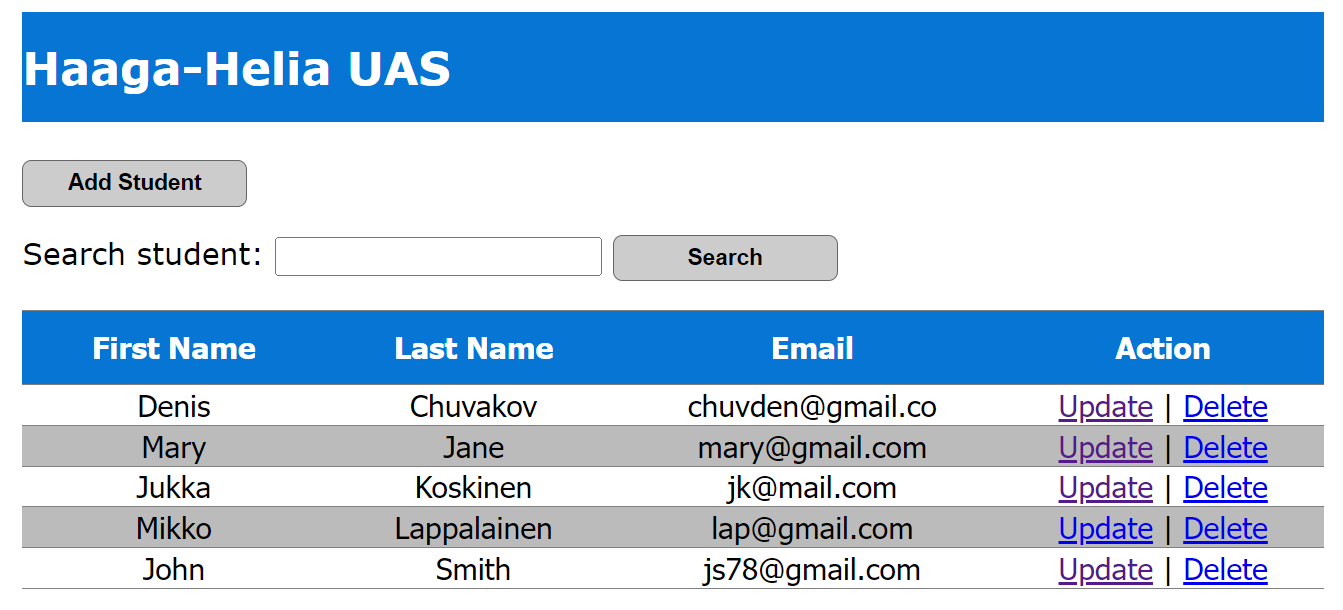 Haaga-Helia UAS
Add Student
Search student: Search
First Name Last Name Email Action
Denis Chuvakov chuvden@gmail.co Update | Delete
Mary Jane mary@gmail.com Update | Delete
Jukka Koskinen jk@mail.com Update | Delete
Mikko Lappalainen lap@gmail.com Update | Delete
John Smith js78@gmail.com Update | Delete